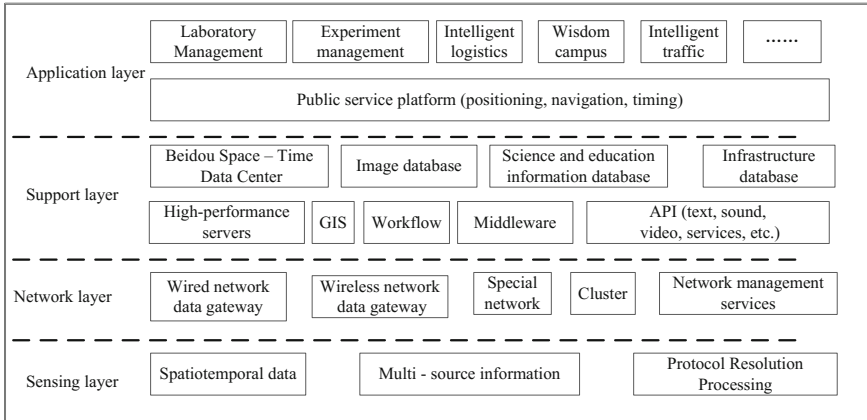 Laboratory
Management
Experiment
management
Intelligent
logistics
Wisdom
campus
Intelligent
traffic
……
Application layer
Public service platform (positioning, navigation, timing)
Beidou Space – Time
Data Center
Image database
Science and education
information database
Infrastructure
database
Support layer
High-performance
servers
GIS
Workflow
Middleware
API (text, sound,
video, services, etc.)
Network layer
Wired network
data gateway
Wireless network
data gateway
Special
network
Cluster
Network management
services
Sensing layer
Spatiotemporal data
Multi - source information
Protocol Resolution
Processing